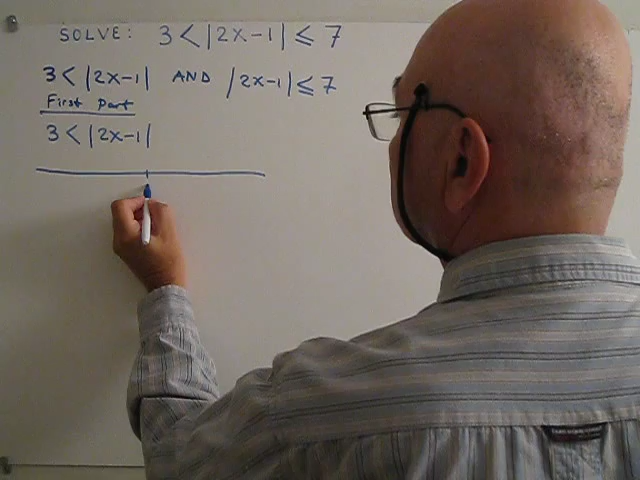 SOLVE: 3 < |2X-1| ≤ 7
3 < |2X-1| AND |2X-1| ≤ 7
First Part
3 < |2X-1|